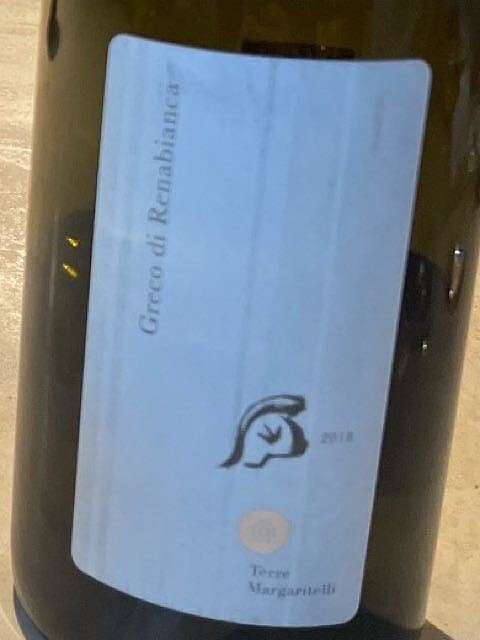 Greco di Renabianca
2018
Terre
Margaritelli